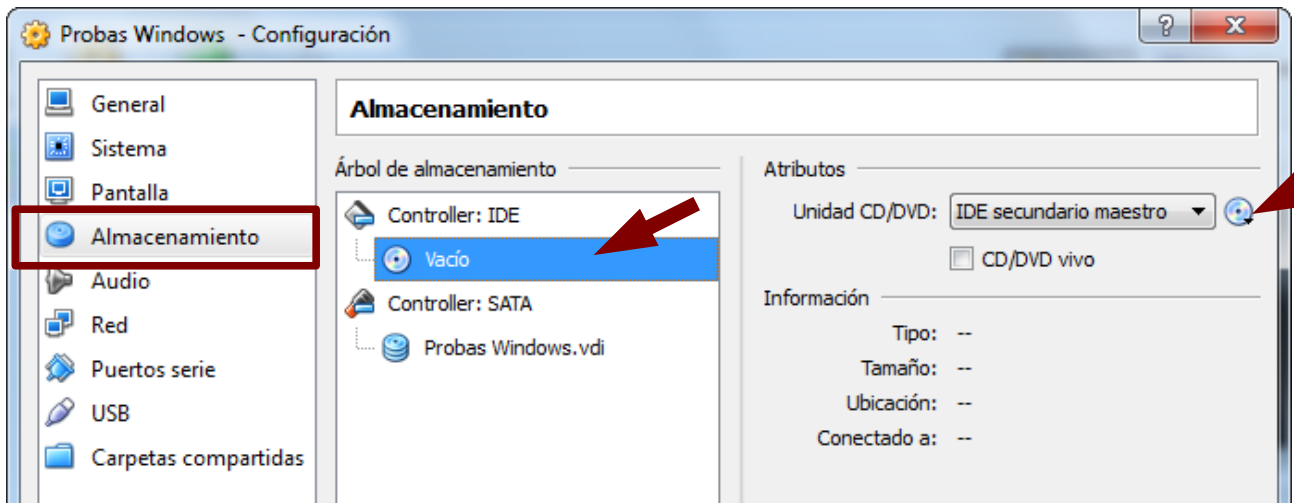 Probas Windows - Configuración
?
X
General
Sistema
Pantalla
Almacenamiento
Audio
Red
Puertos serie
USB
Carpetas compartidas
Almacenamiento
Árbol de almacenamiento
Controller: IDE
Vacío
Controller: SATA
Probas Windows.vdi
Atributos
Unidad CD/DVD: IDE secundario maestro
CD/DVD vivo
Información
Tipo: --
Tamaño: --
Ubicación: --
Conectado a: --